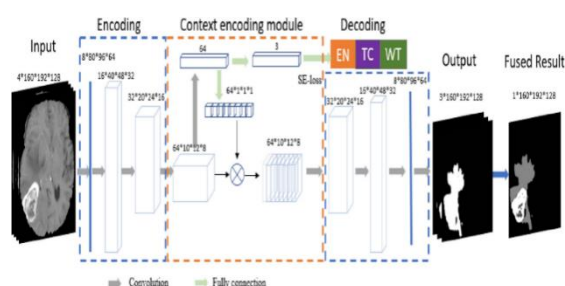 Encoding
Context encoding module
Decoding
Input
4*160*192*128
8*80*96*64
16*40*48*32
32*20*24*16
64
3
EN TC WT
SE-loss
64*1*1*1
64*10*12*8
64*10*12*8
32*20*24*16
16*40*48*32
8*80*96*64
Output
3*160*192*128
Fused Result
1*160*192*128
Convolution
Fully connection